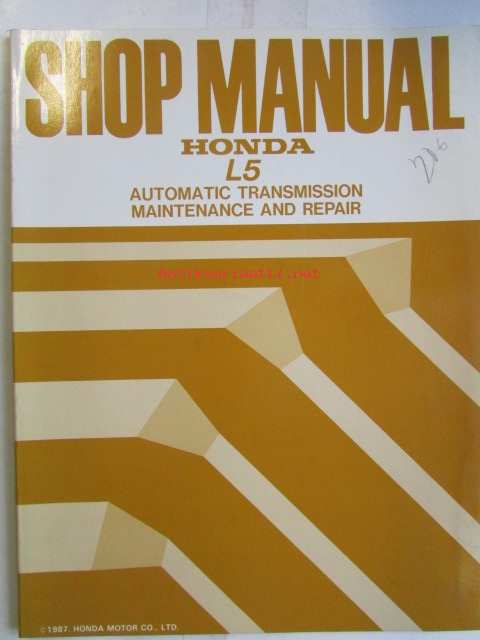 SHOP MANUAL
HONDA
L5
AUTOMATIC TRANSMISSION
MAINTENANCE AND REPAIR
© 1987. HONDA MOTOR CO., LTD.